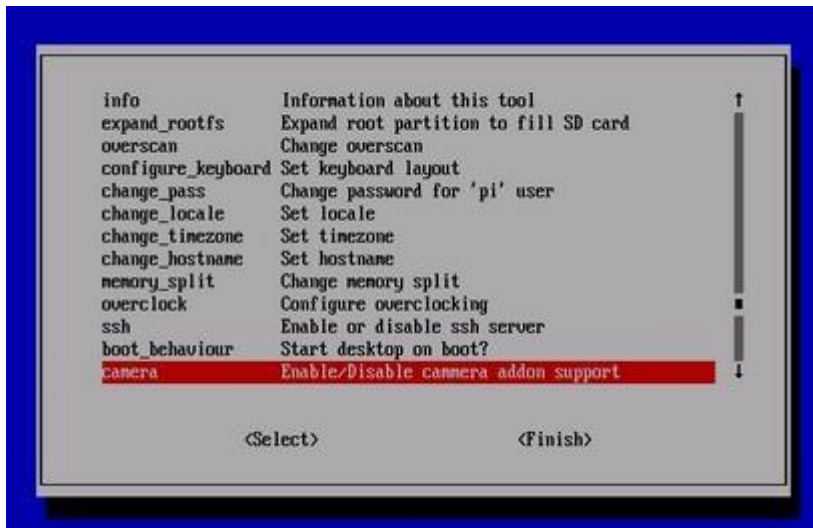 info Information about this tool
expand_rootfs Expand root partition to fill SD card
overscan Change overscan
configure_keyboard Set keyboard layout
change_pass Change password for 'pi' user
change_locale Set locale
change_timezone Set timezone
change_hostname Set hostname
memory_split Change memory split
overclock Configure overclocking
ssh Enable or disable ssh server
boot_behaviour Start desktop on boot?
camera Enable/Disable cammera addon support
<Select> <Finish>